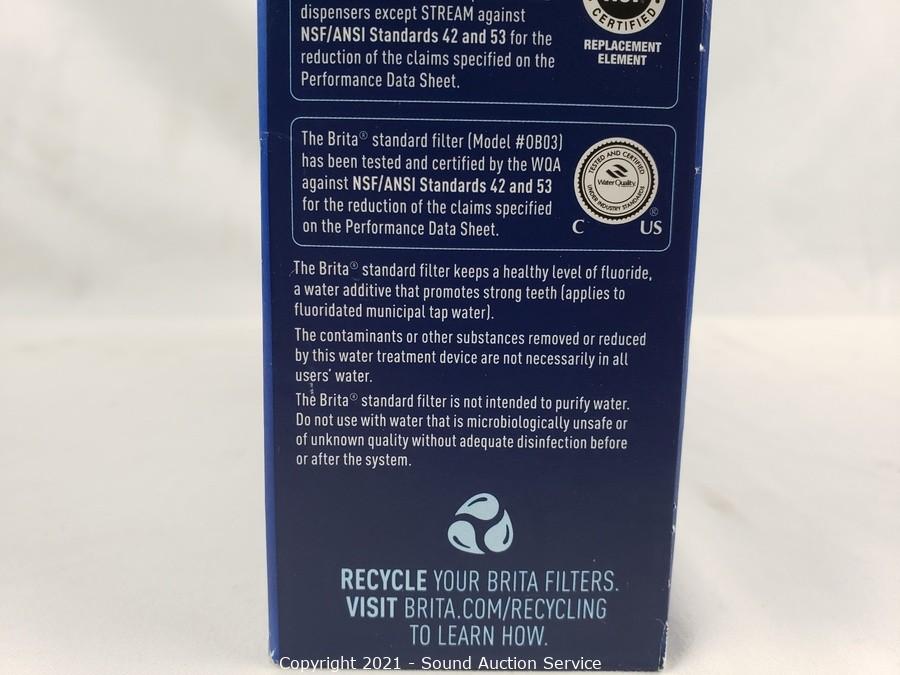 dispensers except STREAM against
NSF/ANSI Standards 42 and 53 for the
reduction of the claims specified on the
Performance Data Sheet.
CERTIFIED
REPLACEMENT
ELEMENT
The Brita® standard filter (Model #OB03)
has been tested and certified by the WQA
against NSF/ANSI Standards 42 and 53
for the reduction of the claims specified
on the Performance Data Sheet.
TESTED AND CERTIFIED
Water Quality
UNDER INDUSTRY STANDARDS
®
C US
The Brita® standard filter keeps a healthy level of fluoride,
a water additive that promotes strong teeth (applies to
fluoridated municipal tap water).
The contaminants or other substances removed or reduced
by this water treatment device are not necessarily in all
users' water.
The Brita® standard filter is not intended to purify water.
Do not use with water that is microbiologically unsafe or
of unknown quality without adequate disinfection before
or after the system.
RECYCLE YOUR BRITA FILTERS.
VISIT BRITA.COM/RECYCLING
TO LEARN HOW.
Copyright 2021 - Sound Auction Service